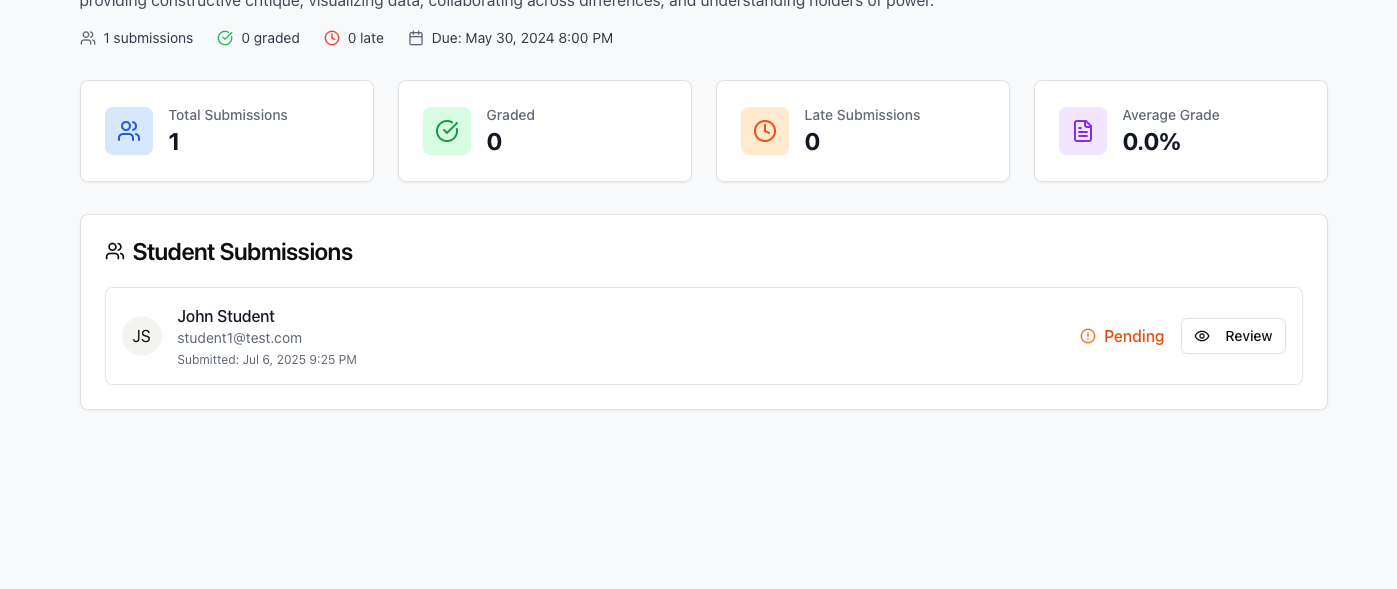 providing constructive critique, visualizing data, collaborating across differences, and understanding holders of power.
1 submissions 0 graded 0 late Due: May 30, 2024 8:00 PM
Total Submissions
1
Graded
0
Late Submissions
0
Average Grade
0.0%
Student Submissions
JS
John Student
student1@test.com
Submitted: Jul 6, 2025 9:25 PM
Pending
Review